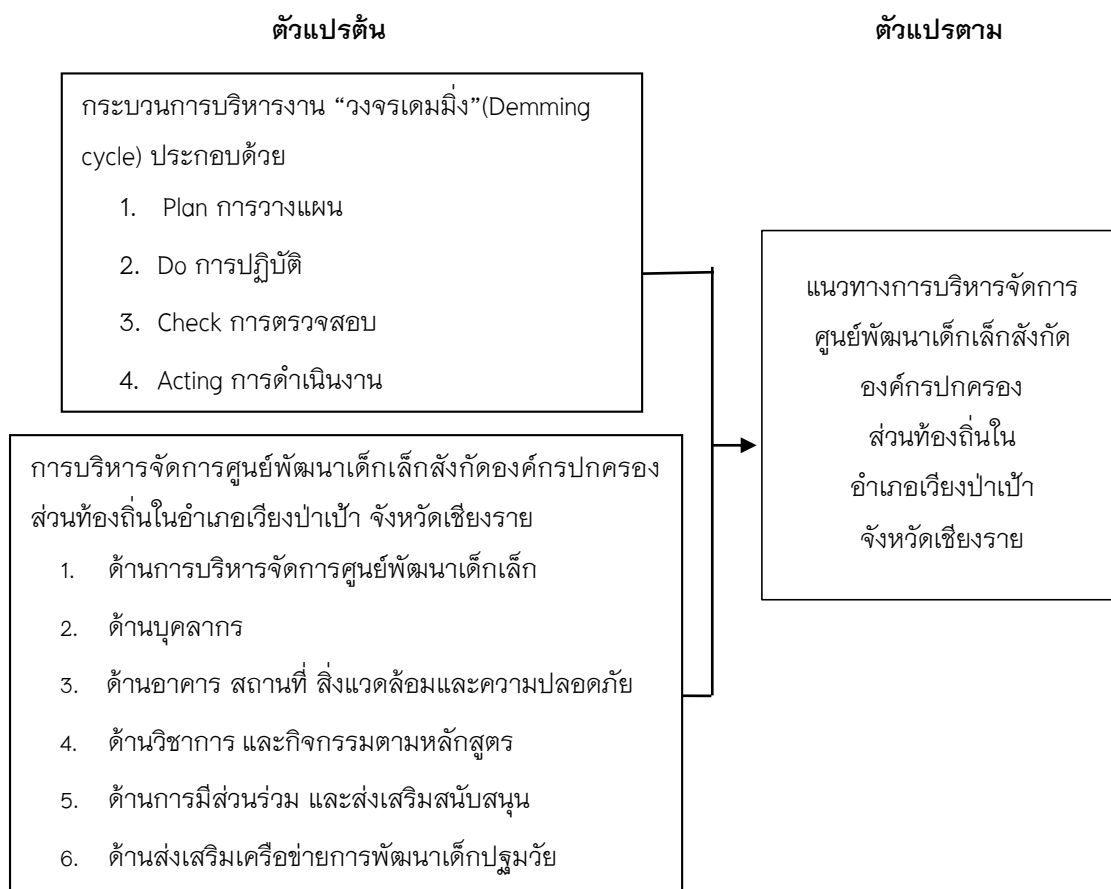 ตัวแปรต้น
ตัวแปรตาม
กระบวนการบริหารงาน “วงจรเดมมิ่ง”(Demming
cycle) ประกอบด้วย
1. Plan การวางแผน
2. Do การปฏิบัติ
3. Check การตรวจสอบ
4. Acting การดำเนินงาน
การบริหารจัดการศูนย์พัฒนาเด็กเล็กสังกัดองค์กรปกครอง
ส่วนท้องถิ่นในอำเภอเวียงป่าเป้า จังหวัดเชียงราย
1. ด้านการบริหารจัดการศูนย์พัฒนาเด็กเล็ก
2. ด้านบุคลากร
3. ด้านอาคาร สถานที่ สิ่งแวดล้อมและความปลอดภัย
4. ด้านวิชาการ และกิจกรรมตามหลักสูตร
5. ด้านการมีส่วนร่วม และส่งเสริมสนับสนุน
6. ด้านส่งเสริมเครือข่ายการพัฒนาเด็กปฐมวัย
แนวทางการบริหารจัดการ
ศูนย์พัฒนาเด็กเล็กสังกัด
องค์กรปกครอง
ส่วนท้องถิ่นใน
อำเภอเวียงป่าเป้า
จังหวัดเชียงราย